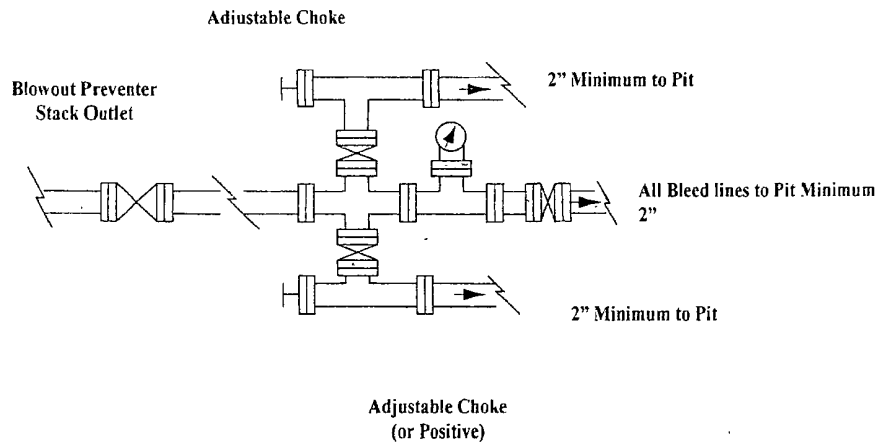 Adjustable Choke
2” Minimum to Pit
Blowout Preventer
Stack Outlet
All Bleed lines to Pit Minimum
2”
2” Minimum to Pit
Adjustable Choke
(or Positive)